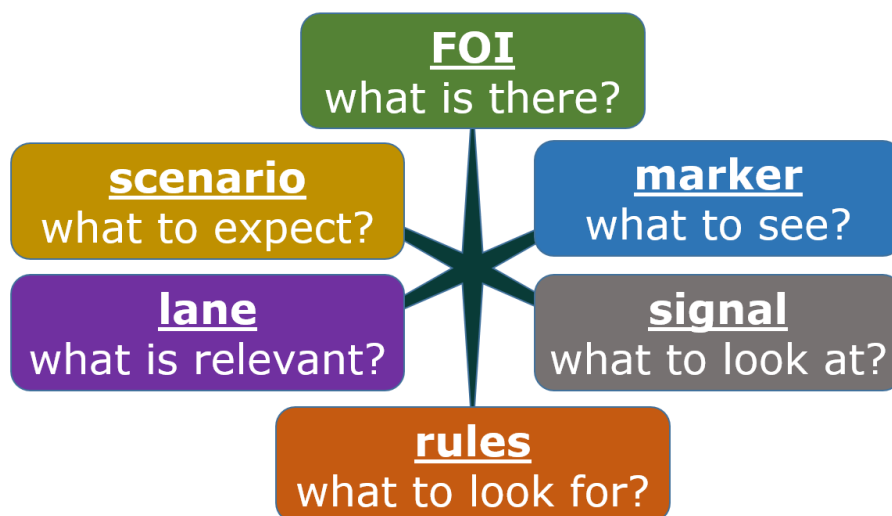 FOI
what is there?
scenario
what to expect?
marker
what to see?
lane
what is relevant?
signal
what to look at?
rules
what to look for?